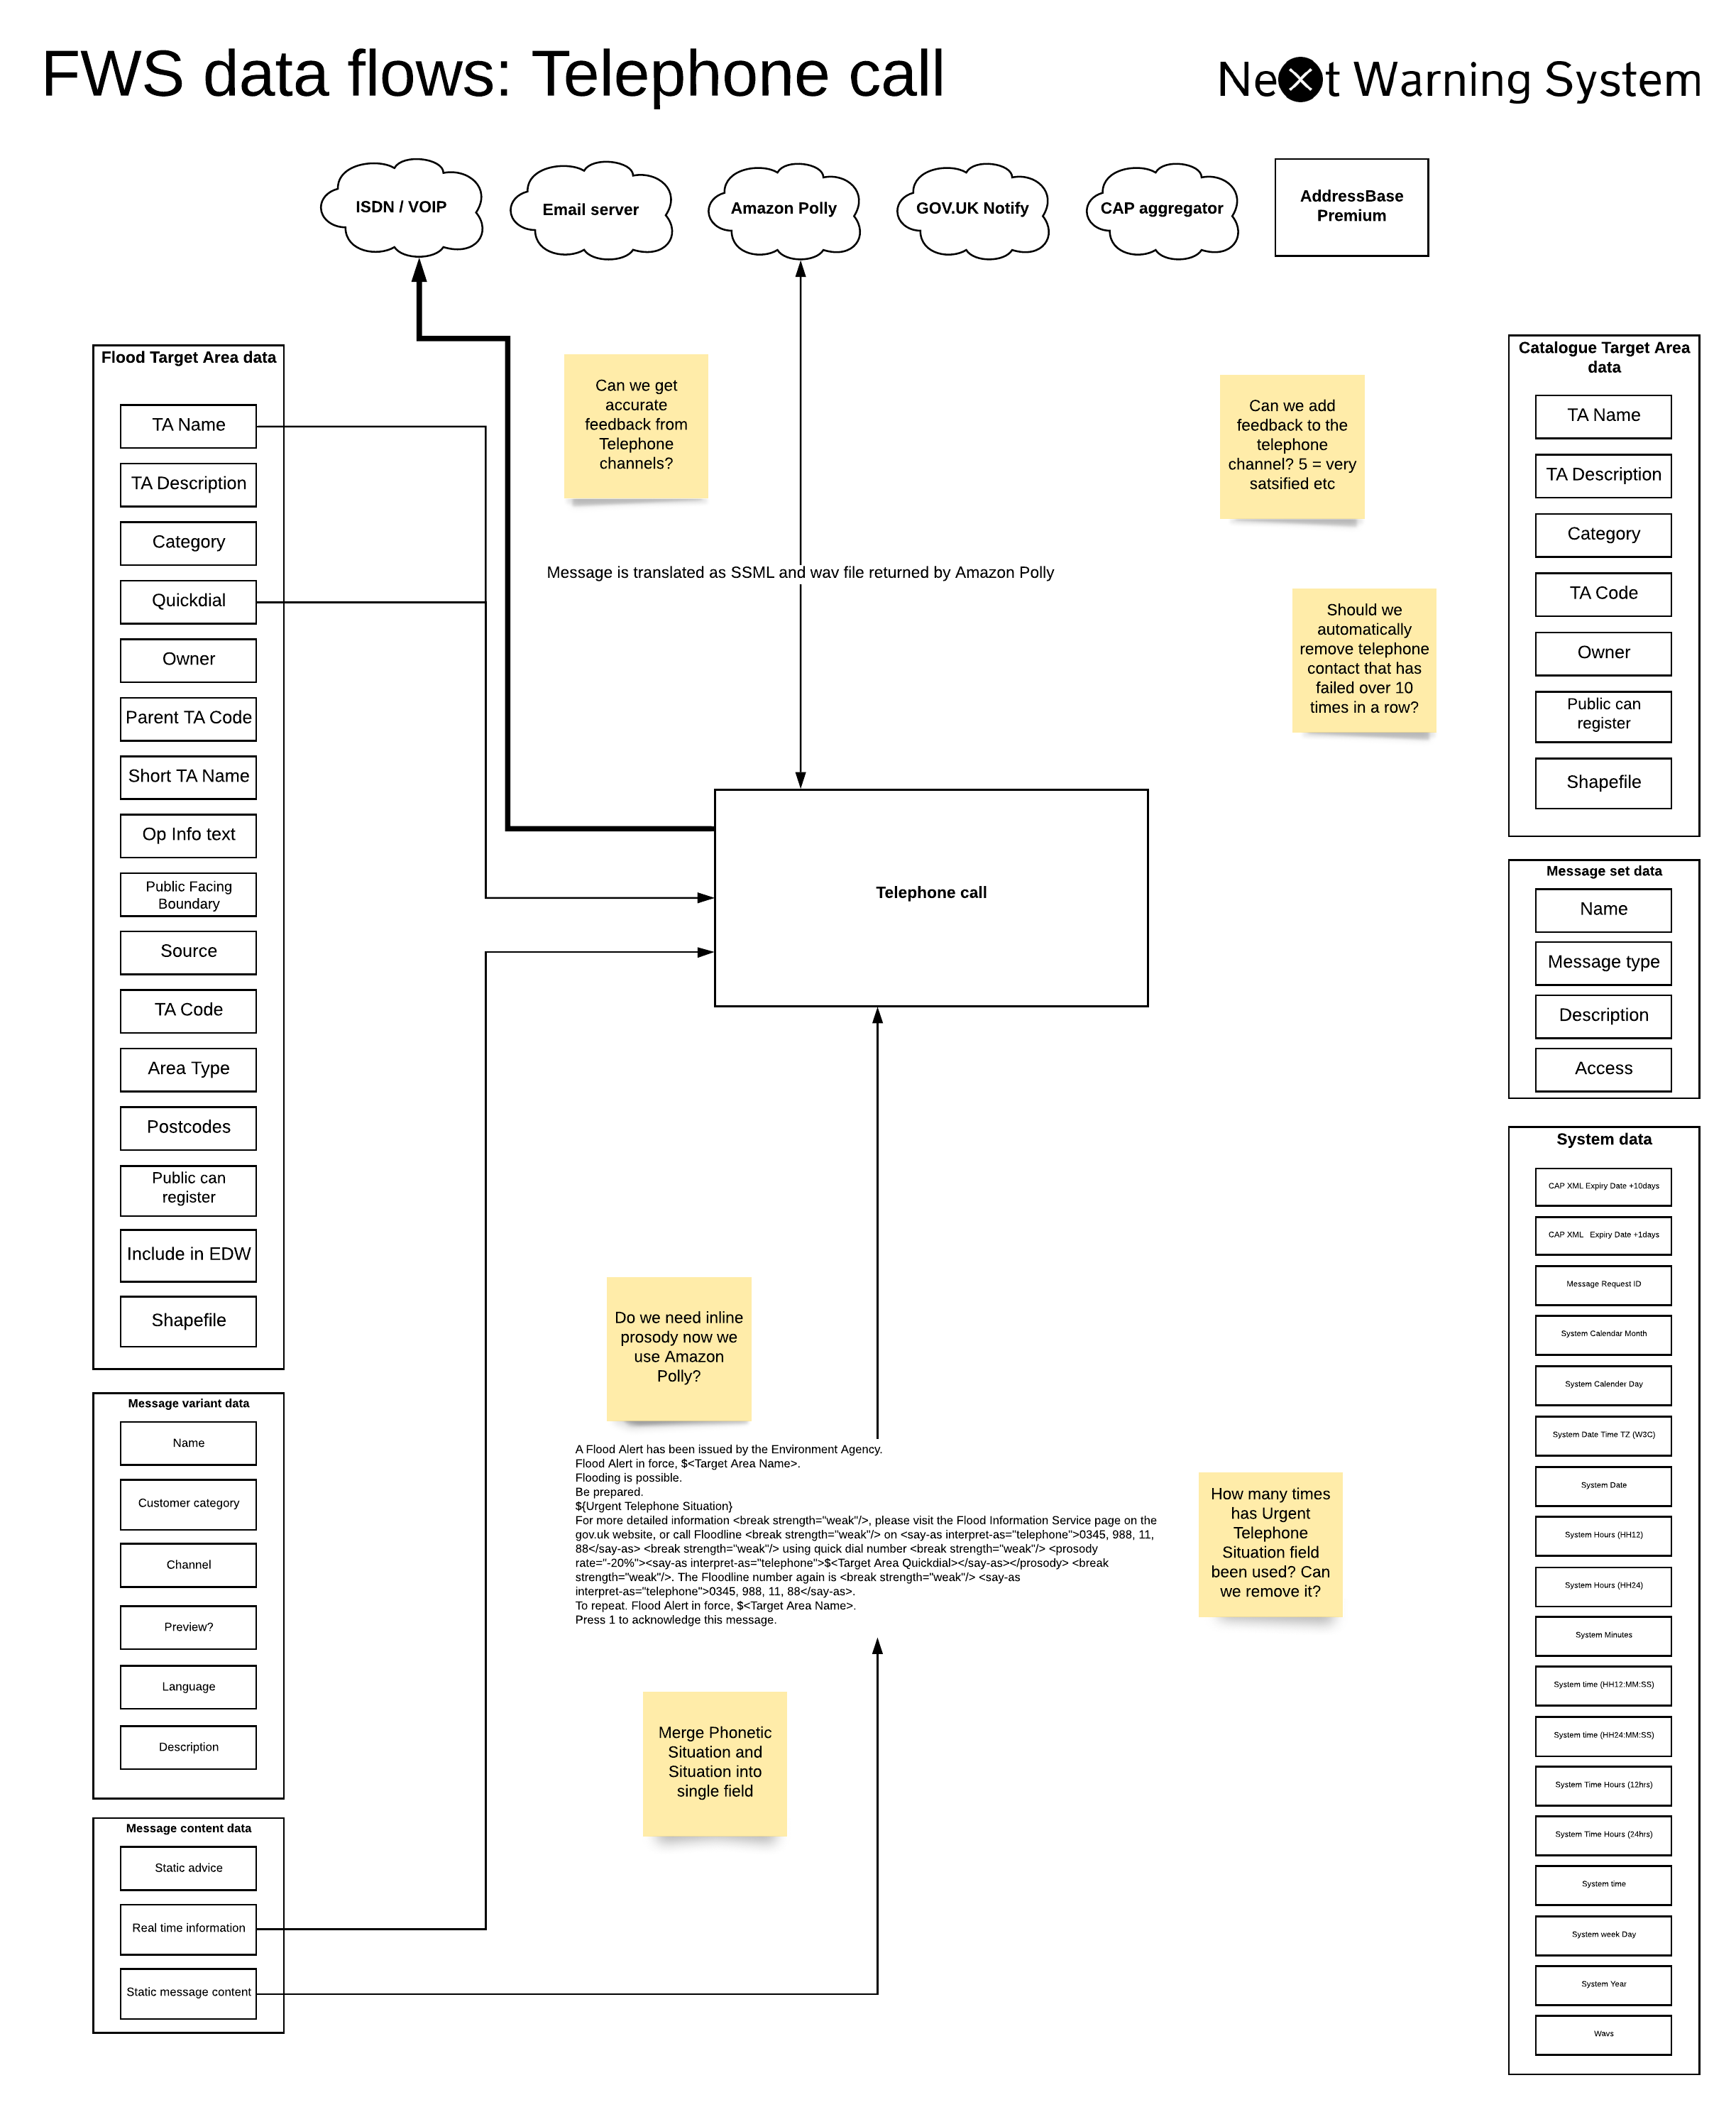 FWS data flows: Telephone call
Next Warning System
ISDN / VOIP
Email server
Amazon Polly
GOV.UK Notify
CAP aggregator
AddressBase
Premium
Flood Target Area data
TA Name
TA Description
Category
Quickdial
Owner
Parent TA Code
Short TA Name
Op Info text
Public Facing
Boundary
Source
TA Code
Area Type
Postcodes
Public can
register
Include in EDW
Shapefile
Message variant data
Name
Customer category
Channel
Preview?
Language
Description
Message content data
Static advice
Real time information
Static message content
Can we get
accurate
feedback from
Telephone
channels?
Message is translated as SSML and wav file returned by Amazon Polly
Can we add
feedback to the
telephone
channel? 5 = very
satsified etc
Should we
automatically
remove telephone
contact that has
failed over 10
times in a row?
Telephone call
Do we need inline
prosody now we
use Amazon
Polly?
A Flood Alert has been issued by the Environment Agency.
Flood Alert in force, $<Target Area Name>.
Flooding is possible.
Be prepared.
${Urgent Telephone Situation}
For more detailed information <break strength="weak"/>, please visit the Flood Information Service page on the
gov.uk website, or call Floodline <break strength="weak"/> on <say-as interpret-as="telephone">0345, 988, 11,
88</say-as> <break strength="weak"/> using quick dial number <break strength="weak"/> <prosody
rate="-20%"><say-as interpret-as="telephone">$<Target Area Quickdial></say-as></prosody> <break
strength="weak"/>. The Floodline number again is <break strength="weak"/> <say-as
interpret-as="telephone">0345, 988, 11, 88</say-as>.
To repeat. Flood Alert in force, $<Target Area Name>.
Press 1 to acknowledge this message.
How many times
has Urgent
Telephone
Situation field
been used? Can
we remove it?
Merge Phonetic
Situation and
Situation into
single field
Catalogue Target Area
data
TA Name
TA Description
Category
TA Code
Owner
Public can
register
Shapefile
Message set data
Name
Message type
Description
Access
System data
CAP XML Expiry Date +10days
CAP XML Expiry Date +1days
Message Request ID
System Calendar Month
System Calender Day
System Date Time TZ (W3C)
System Date
System Hours (HH12)
System Hours (HH24)
System Minutes
System time (HH12:MM:SS)
System time (HH24:MM:SS)
System Time Hours (12hrs)
System Time Hours (24hrs)
System time
System week Day
System Year
Wavs